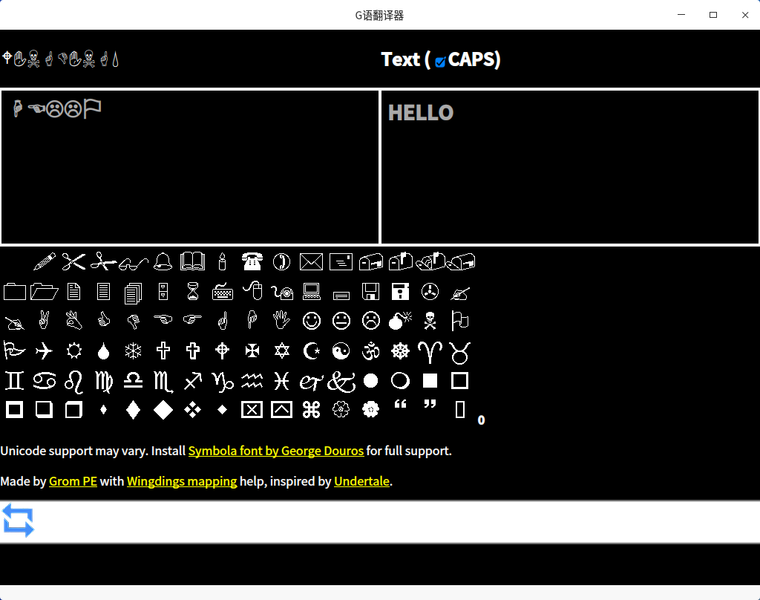 G语翻译器
🕈✋☠☝👎✋☠☝💧
Text ( CAPS)
☟☜☹☹⚐
HELLO
🖉 ✂ ✁ 👓 🕭 🕮 🕯 🕿 ✆ 🖂 🖃 📪 📫 📬 📭
🗀 🗁 🗎 🗏 🗐 🗄 ⏳ 🖮 🖰 🖲 🖳 🖴 🖫 🖬 ✇ ✍
🖎 ✌ 👌 👍 👎 ☜ ☞ ☝ ☟ 🖐 ☺ 😐 ☹ 💣 ☠ ⚐
🏱 ✈ ☼ 💧 ❄ 🕆 ✞ 🕈 ✠ ✡ ☪ ☯ ॐ ☸ ♈ ♉
♊ ♋ ♌ ♍ ♎ ♏ ♐ ♑ ♒ ♓ 🙰 🙵 ● ❍ ■ □
🞐 ❑ ❒ ⬧ ⧫ ◆ ❖ ⬥ ⌧ ⮹ ⌘ 🏵 🏶 🙶 🙷 ▯ 0
Unicode support may vary. Install Symbola font by George Douros for full support.
Made by Grom PE with Wingdings mapping help, inspired by Undertale.